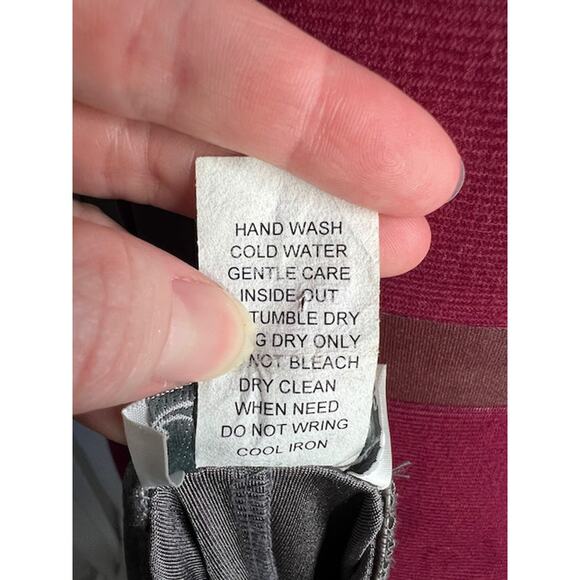 HAND WASH
COLD WATER
GENTLE CARE
INSIDE OUT
TUMBLE DRY
G DRY ONLY
NOT BLEACH
DRY CLEAN
WHEN NEED
DO NOT WRING
COOL IRON